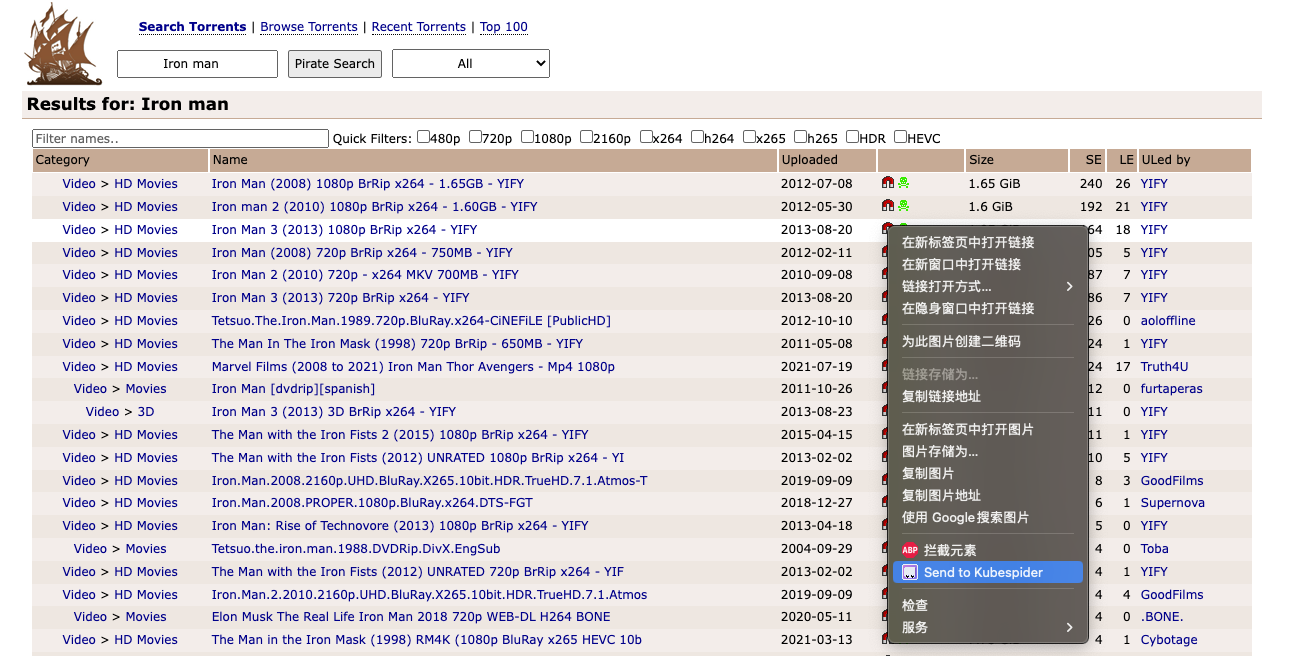 Search Torrents | Browse Torrents | Recent Torrents | Top 100
Iron man Pirate Search All
Results for: Iron man
Filter names.. Quick Filters: 480p 720p 1080p 2160p x264 h264 x265 h265 HDR HEVC
Category Name Uploaded Size SE LE ULed by
Video > HD Movies Iron Man (2008) 1080p BrRip x264 - 1.65GB - YIFY 2012-07-08 1.65 GiB 240 26 YIFY
Video > HD Movies Iron man 2 (2010) 1080p BrRip x264 - 1.60GB - YIFY 2012-05-30 1.6 GiB 192 21 YIFY
Video > HD Movies Iron Man 3 (2013) 1080p BrRip x264 - YIFY 2013-08-20 64 18 YIFY
Video > HD Movies Iron Man (2008) 720p BrRip x264 - 750MB - YIFY 2012-02-11 05 5 YIFY
Video > HD Movies Iron Man 2 (2010) 720p - x264 MKV 700MB - YIFY 2010-09-08 87 7 YIFY
Video > HD Movies Iron Man 3 (2013) 720p BrRip x264 - YIFY 2013-08-20 86 7 YIFY
Video > HD Movies Tetsuo.The.Iron.Man.1989.720p.BluRay.x264-CiNEFiLE [PublicHD] 2012-10-10 26 0 aoloffline
Video > HD Movies The Man In The Iron Mask (1998) 720p BrRip - 650MB - YIFY 2011-05-08 24 1 YIFY
Video > HD Movies Marvel Films (2008 to 2021) Iron Man Thor Avengers - Mp4 1080p 2021-07-19 24 17 Truth4U
Video > Movies Iron Man [dvdrip][spanish] 2011-10-26 12 0 furtaperas
Video > 3D Iron Man 3 (2013) 3D BrRip x264 - YIFY 2013-08-23 11 0 YIFY
Video > HD Movies The Man with the Iron Fists 2 (2015) 1080p BrRip x264 - YIFY 2015-04-15 11 1 YIFY
Video > HD Movies The Man with the Iron Fists (2012) UNRATED 1080p BrRip x264 - YI 2013-02-02 10 5 YIFY
Video > HD Movies Iron.Man.2008.2160p.UHD.BluRay.X265.10bit.HDR.TrueHD.7.1.Atmos-T 2019-09-09 8 3 GoodFilms
Video > HD Movies Iron.Man.2008.PROPER.1080p.BluRay.x264.DTS-FGT 2018-12-27 6 1 Supernova
Video > HD Movies Iron Man: Rise of Technovore (2013) 1080p BrRip x264 - YIFY 2013-04-18 5 0 YIFY
Video > Movies Tetsuo.the.iron.man.1988.DVDRip.DivX.EngSub 2004-09-29 4 0 Toba
Video > HD Movies The Man with the Iron Fists (2012) UNRATED 720p BrRip x264 - YIF 2013-02-02 4 1 YIFY
Video > HD Movies Iron.Man.2.2010.2160p.UHD.BluRay.X265.10bit.HDR.TrueHD.7.1.Atmos 2019-09-09 4 4 GoodFilms
Video > Movies Elon Musk The Real Life Iron Man 2018 720p WEB-DL H264 BONE 2020-05-11 4 0 .BONE.
Video > HD Movies The Man in the Iron Mask (1998) RM4K (1080p BluRay x265 HEVC 10b 2021-03-13 4 1 Cybotage
在新标签页中打开链接
在新窗口中打开链接
链接打开方式...
在隐身窗口中打开链接
为此图片创建二维码
链接存储为...
复制链接地址
在新标签页中打开图片
图片存储为...
复制图片
复制图片地址
使用 Google搜索图片
ABP 拦截元素
Send to Kubespider
检查
服务